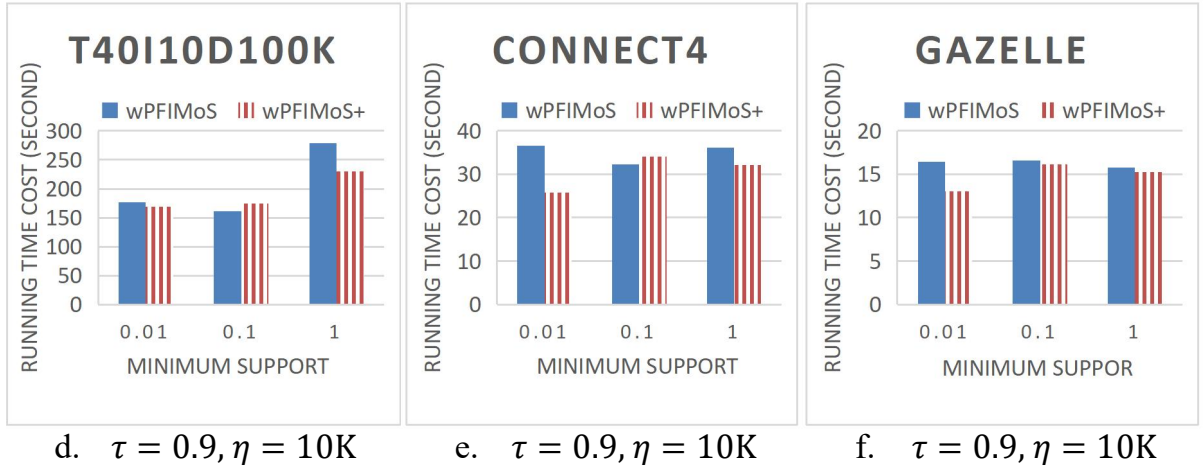 T40I10D100K
RUNNING TIME COST (SECOND)
wPFIMoS wPFIMoS+
300
250
200
150
100
50
0
0.01 0.1 1
MINIMUM SUPPORT
d. τ = 0.9, η = 10K
CONNECT4
RUNNING TIME COST (SECOND)
wPFIMoS wPFIMoS+
40
30
20
10
0
0.01 0.1 1
MINIMUM SUPPORT
e. τ = 0.9, η = 10K
GAZELLE
RUNNING TIME COST (SECOND)
wPFIMoS wPFIMoS+
20
15
10
5
0
0.01 0.1 1
MINIMUM SUPPOR
f. τ = 0.9, η = 10K